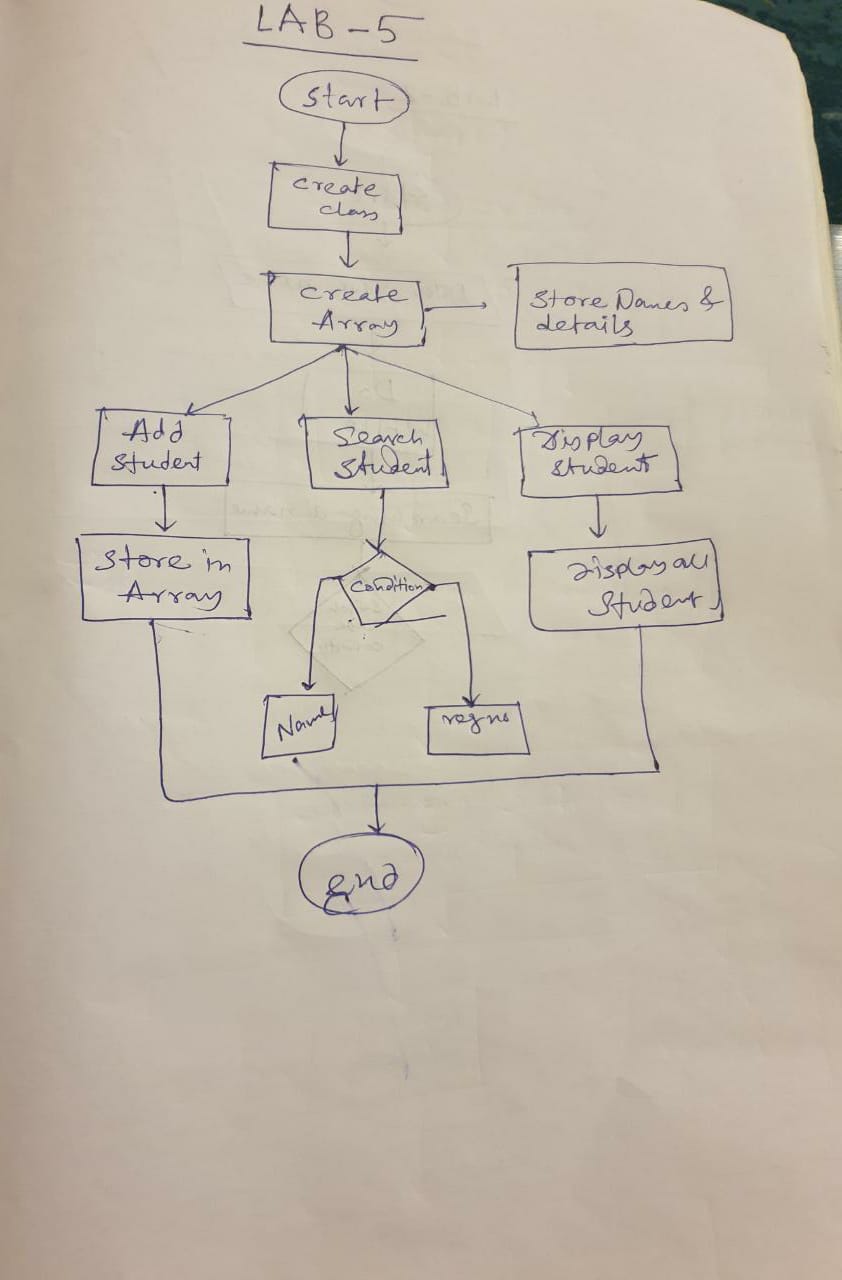 LAB-5
Start
Create
class
Create
Array
Store Names &
details
Add
Student
Search
Student
Display
Student
Store in
Array
Condition
Display all
Student
Name
regno
End